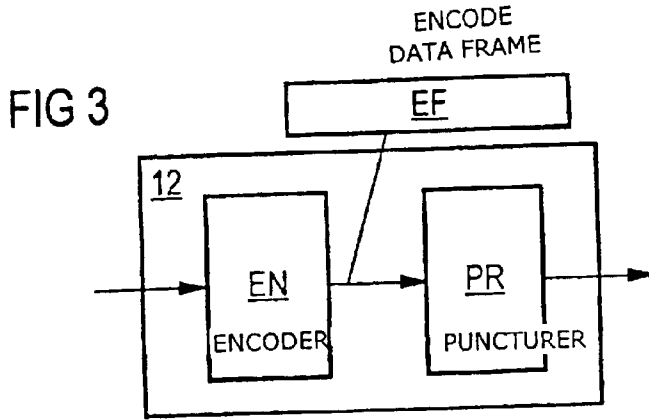 ENCODE
DATA FRAME
FIG 3
EF
12
EN
ENCODER
PR
PUNCTURER